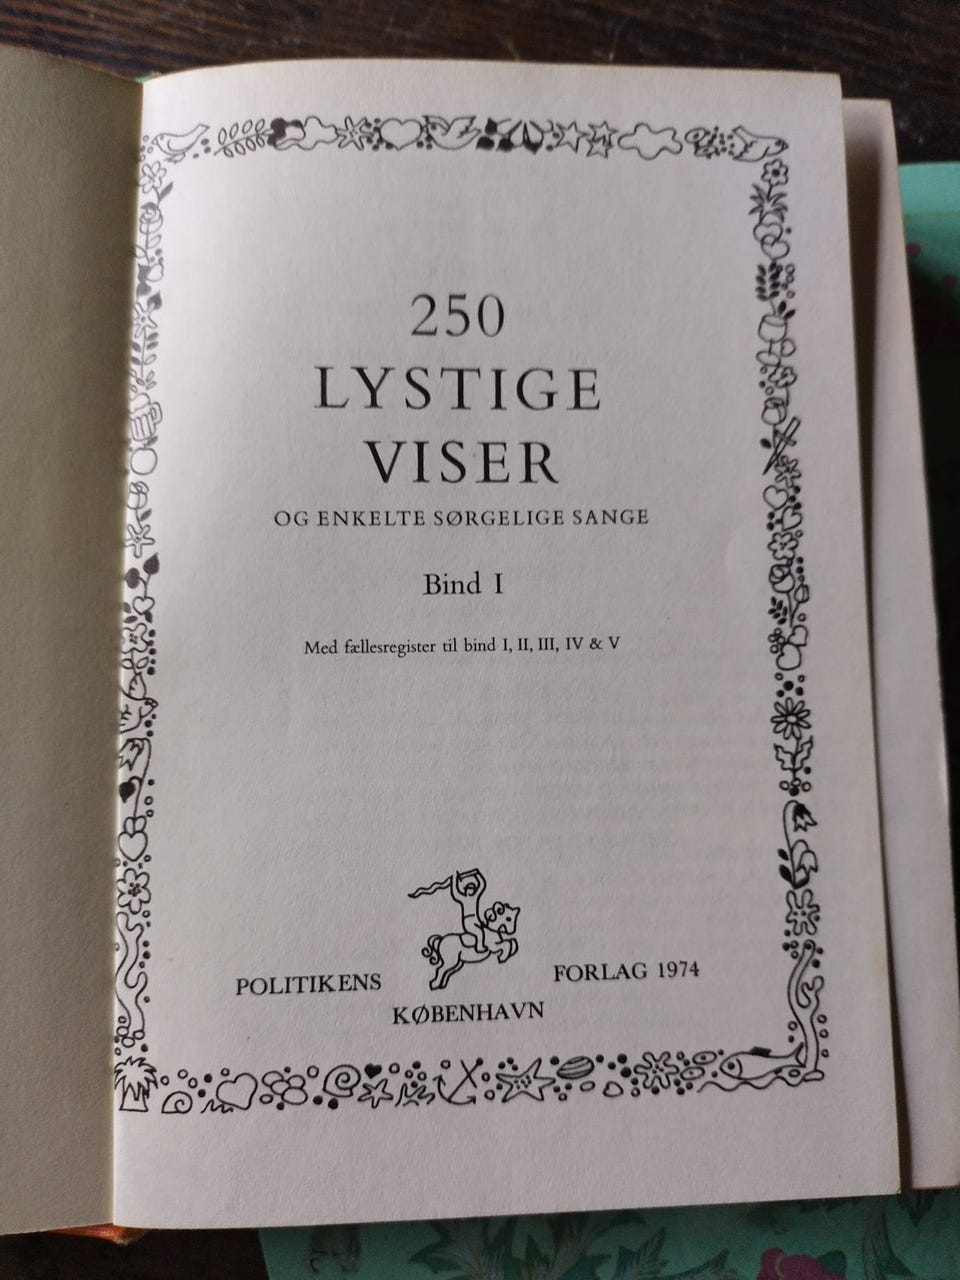 250
LYSTIGE
VISER
OG ENKELTE SØRGELIGE SANGE
Bind I
Med fællesregister til bind I, II, III, IV & V
POLITIKENS FORLAG 1974
KØBENHAVN